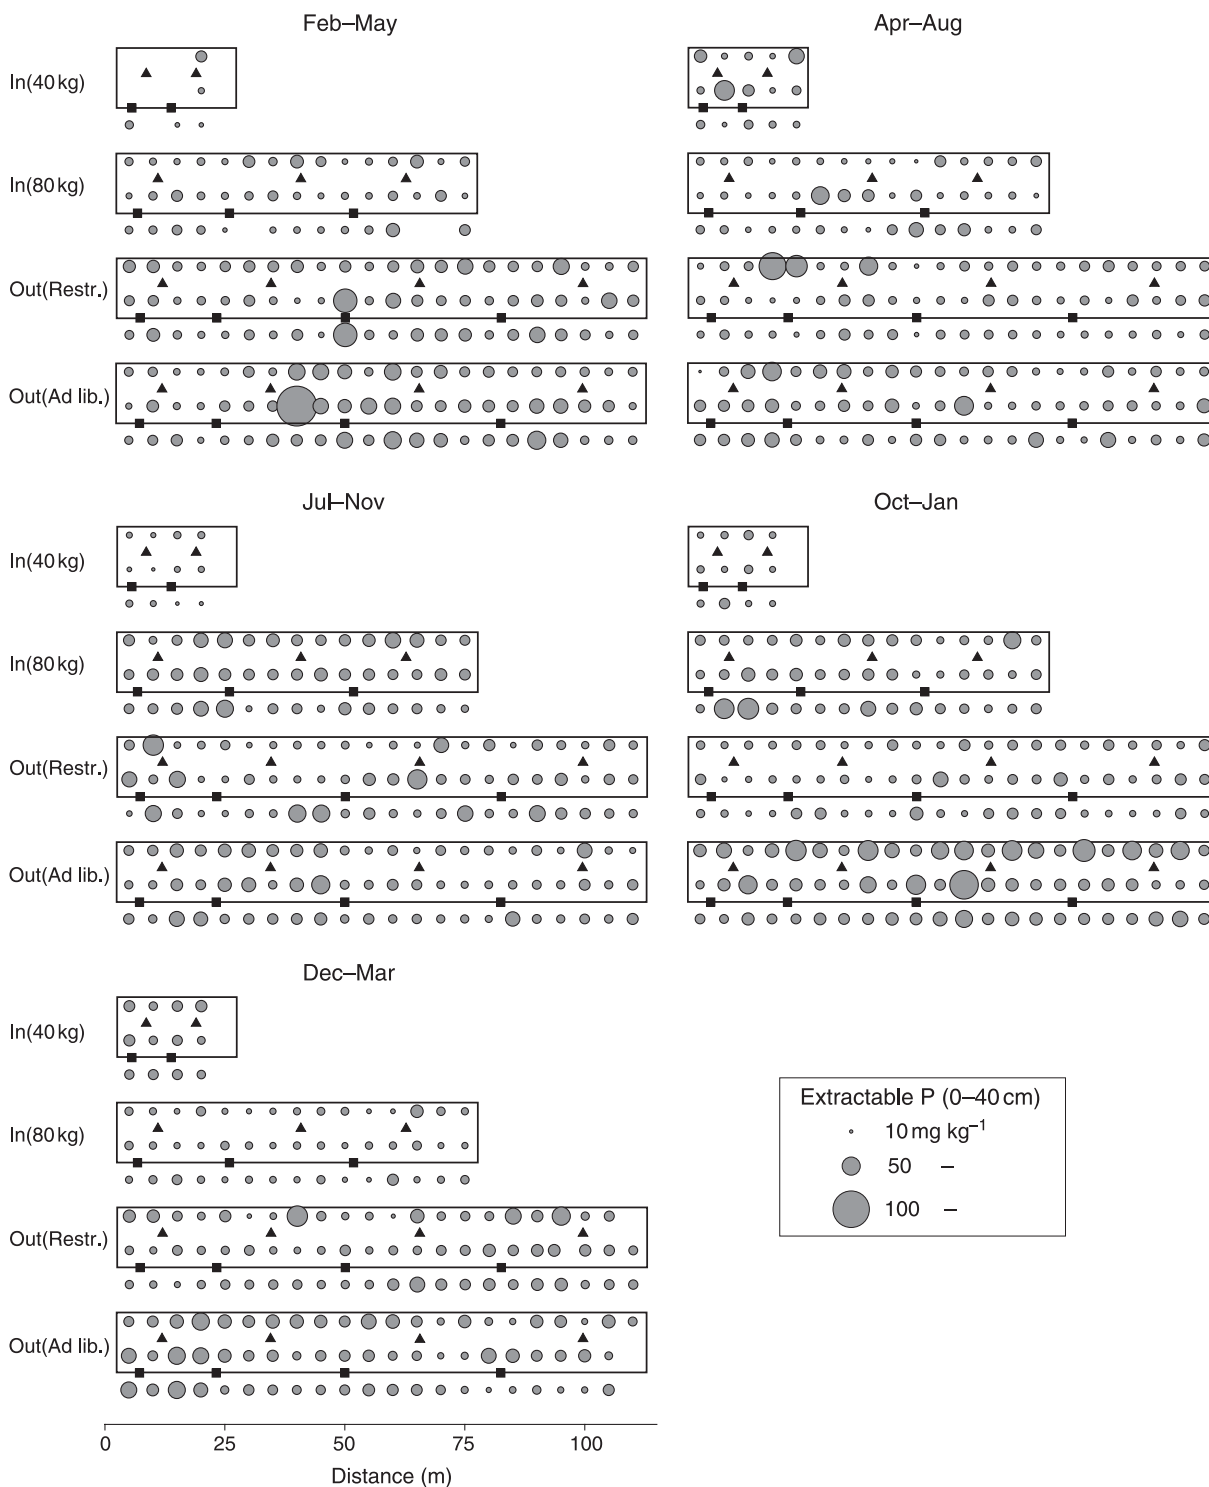 Feb–May
Apr–Aug
In(40 kg)
In(80 kg)
Out(Restr.)
Out(Ad lib.)
Jul–Nov
Oct–Jan
In(40 kg)
In(80 kg)
Out(Restr.)
Out(Ad lib.)
Dec–Mar
In(40 kg)
In(80 kg)
Out(Restr.)
Out(Ad lib.)
Extractable P (0–40 cm)
10 mg kg⁻¹
50 –
100 –
0 25 50 75 100
Distance (m)